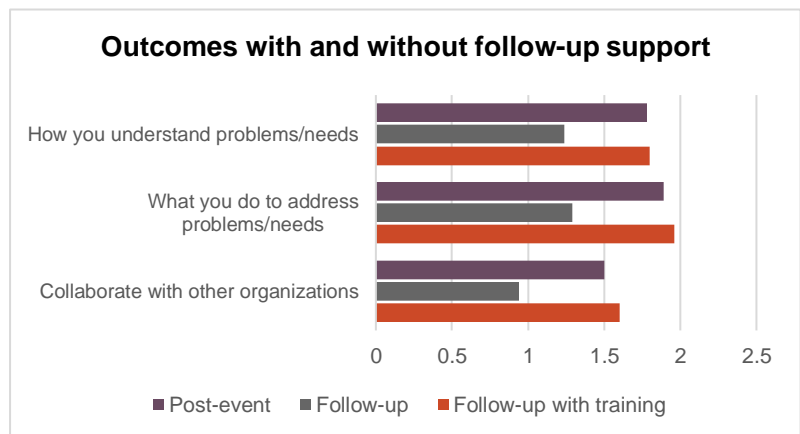 Outcomes with and without follow-up support
How you understand problems/needs
What you do to address
problems/needs
Collaborate with other organizations
0 0.5 1 1.5 2 2.5
Post-event Follow-up Follow-up with training